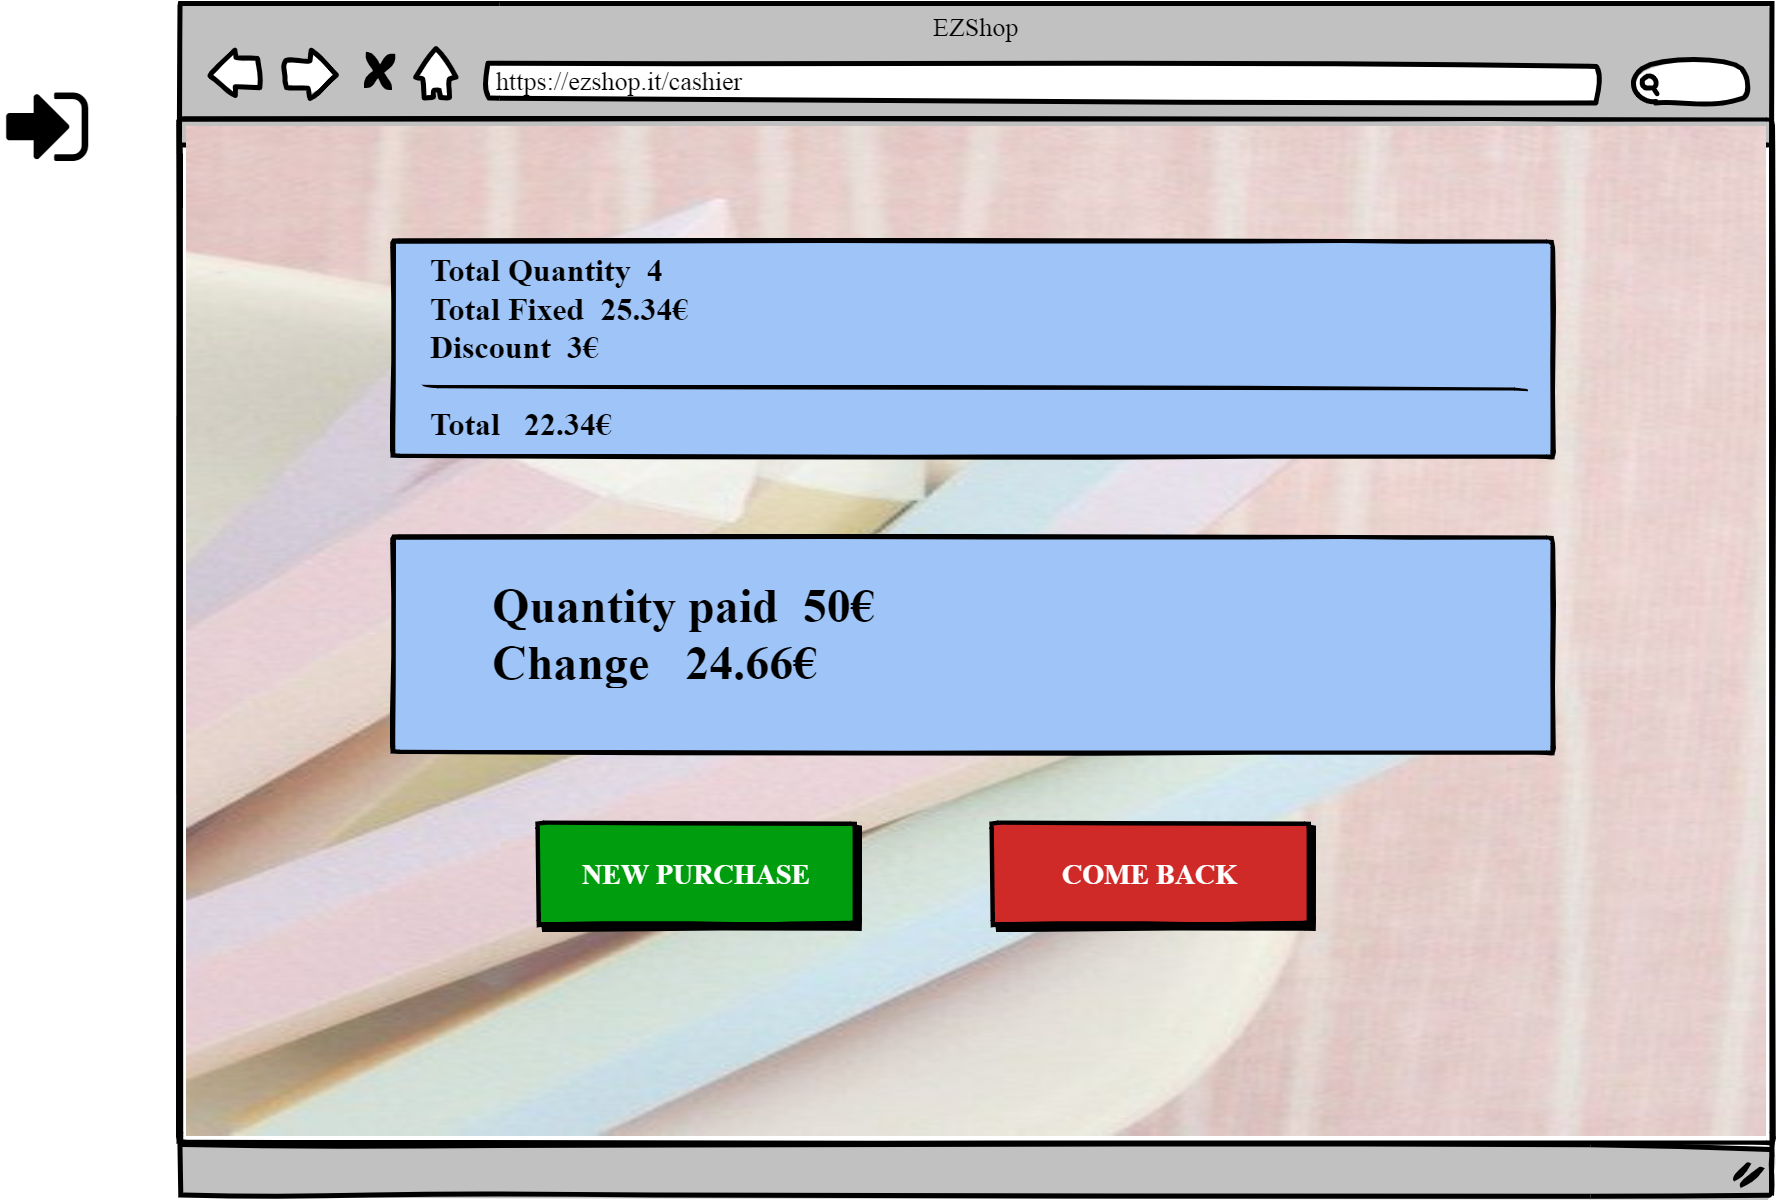 EZShop
https://ezshop.it/cashier
Total Quantity 4
Total Fixed 25.34€
Discount 3€
Total 22.34€
Quantity paid 50€
Change 24.66€
NEW PURCHASE
COME BACK